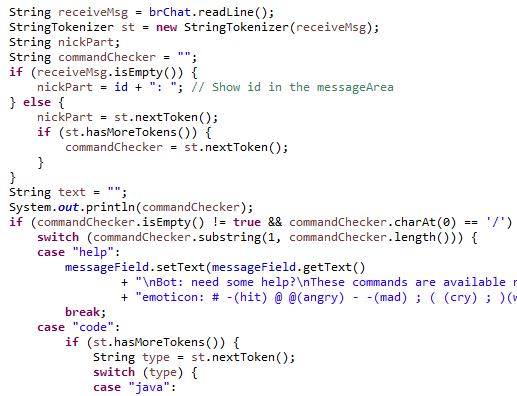 String receiveMsg = brChat.readLine();
StringTokenizer st = new StringTokenizer(receiveMsg);
String nickPart;
String commandChecker = "";
if (receiveMsg.isEmpty()) {
    nickPart = id + ": "; // Show id in the messageArea
} else {
    nickPart = st.nextToken();
    if (st.hasMoreTokens()) {
        commandChecker = st.nextToken();
    }
}
String text = "";
System.out.println(commandChecker);
if (commandChecker.isEmpty() != true && commandChecker.charAt(0) == '/')
    switch (commandChecker.substring(1, commandChecker.length())) {
    case "help":
        messageField.setText(messageField.getText()
                + "\nBot: need some help?\nThese commands are available
                + "emoticon: # -(hit) @ @(angry) - -(mad) ; ( (cry) ; )(
        break;
    case "code":
        if (st.hasMoreTokens()) {
            String type = st.nextToken();
            switch (type) {
            case "java":